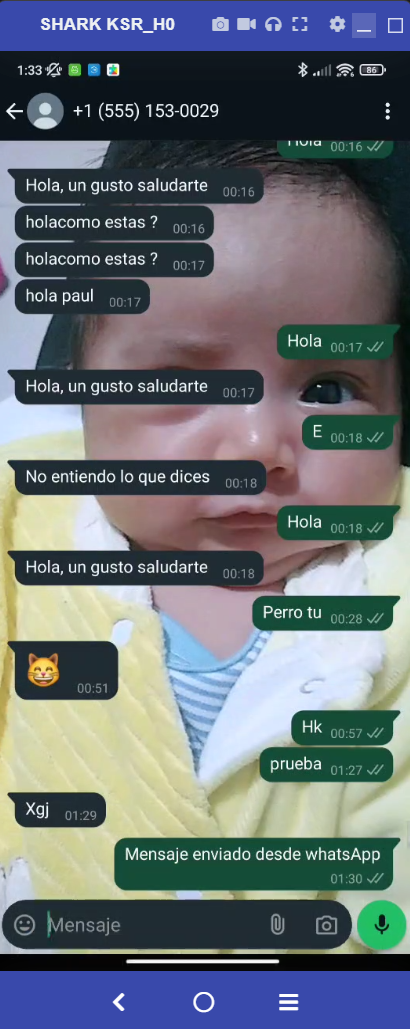 SHARK KSR_H0
1:33
86
+1 (555) 153-0029
Hola 00:16
Hola, un gusto saludarte 00:16
holacomo estas ? 00:16
holacomo estas ? 00:17
hola paul 00:17
Hola 00:17
Hola, un gusto saludarte 00:17
E 00:18
No entiendo lo que dices 00:18
Hola 00:18
Hola, un gusto saludarte 00:18
Perro tu 00:28
00:51
Hk 00:57
prueba 01:27
Xgj 01:29
Mensaje enviado desde whatsApp
01:30
Mensaje